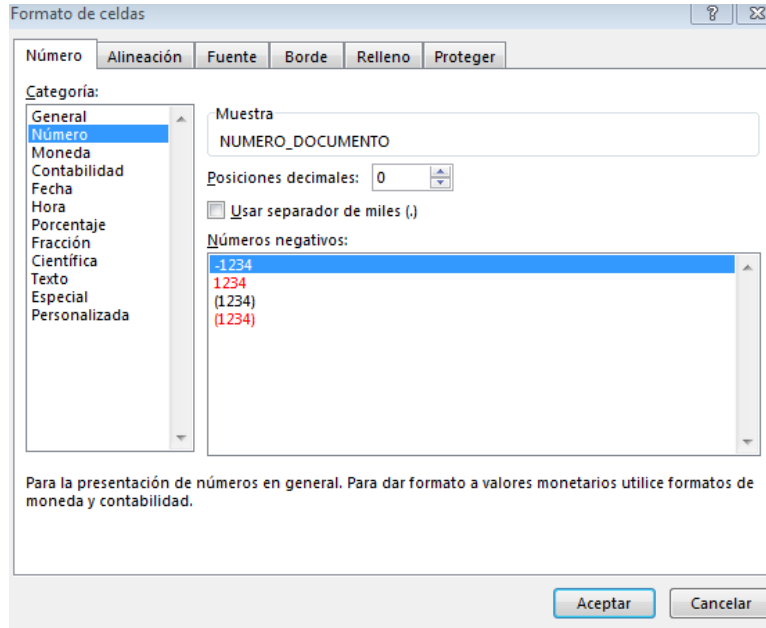 Formato de celdas
Número Alineación Fuente Borde Relleno Proteger
Categoría:
General
Número
Moneda
Contabilidad
Fecha
Hora
Porcentaje
Fracción
Científica
Texto
Especial
Personalizada
Muestra
NUMERO_DOCUMENTO
Posiciones decimales: 0
Usar separador de miles (.)
Números negativos:
-1234
1234
(1234)
(1234)
Para la presentación de números en general. Para dar formato a valores monetarios utilice formatos de
moneda y contabilidad.
Aceptar Cancelar